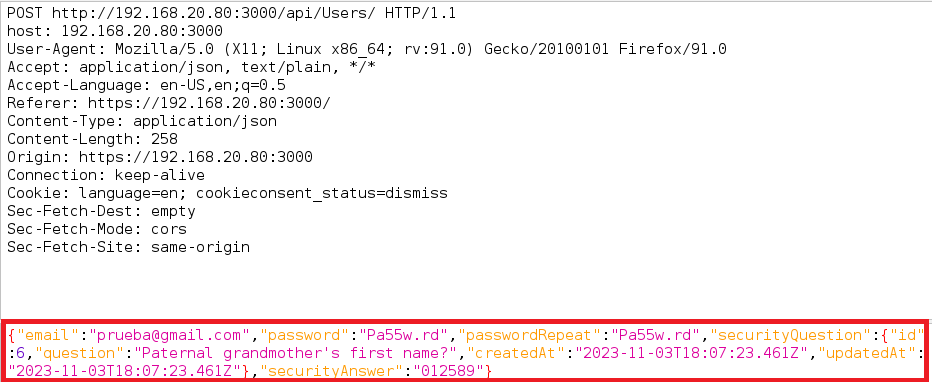 POST http://192.168.20.80:3000/api/Users/ HTTP/1.1
host: 192.168.20.80:3000
User-Agent: Mozilla/5.0 (X11; Linux x86_64; rv:91.0) Gecko/20100101 Firefox/91.0
Accept: application/json, text/plain, */*
Accept-Language: en-US,en;q=0.5
Referer: https://192.168.20.80:3000/
Content-Type: application/json
Content-Length: 258
Origin: https://192.168.20.80:3000
Connection: keep-alive
Cookie: language=en; cookieconsent_status=dismiss
Sec-Fetch-Dest: empty
Sec-Fetch-Mode: cors
Sec-Fetch-Site: same-origin
{"email":"prueba@gmail.com","password":"Pa55w.rd","passwordRepeat":"Pa55w.rd","securityQuestion":{"id"
:6,"question":"Paternal grandmother's first name?","createdAt":"2023-11-03T18:07:23.461Z","updatedAt":
"2023-11-03T18:07:23.461Z"},"securityAnswer":"012589"}